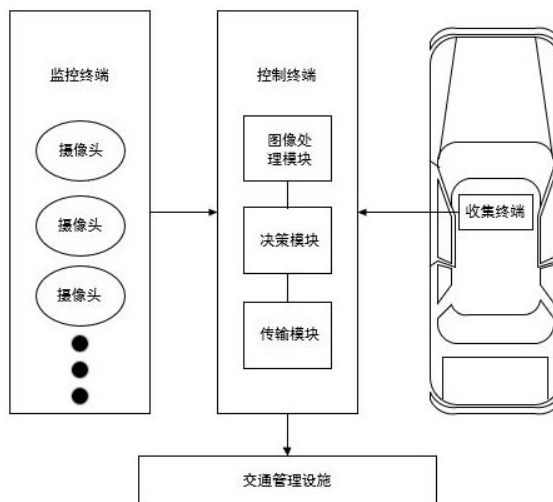 监控终端
摄像头
摄像头
摄像头
控制终端
图像处
理模块
决策模块
传输模块
收集终端
交通管理设施